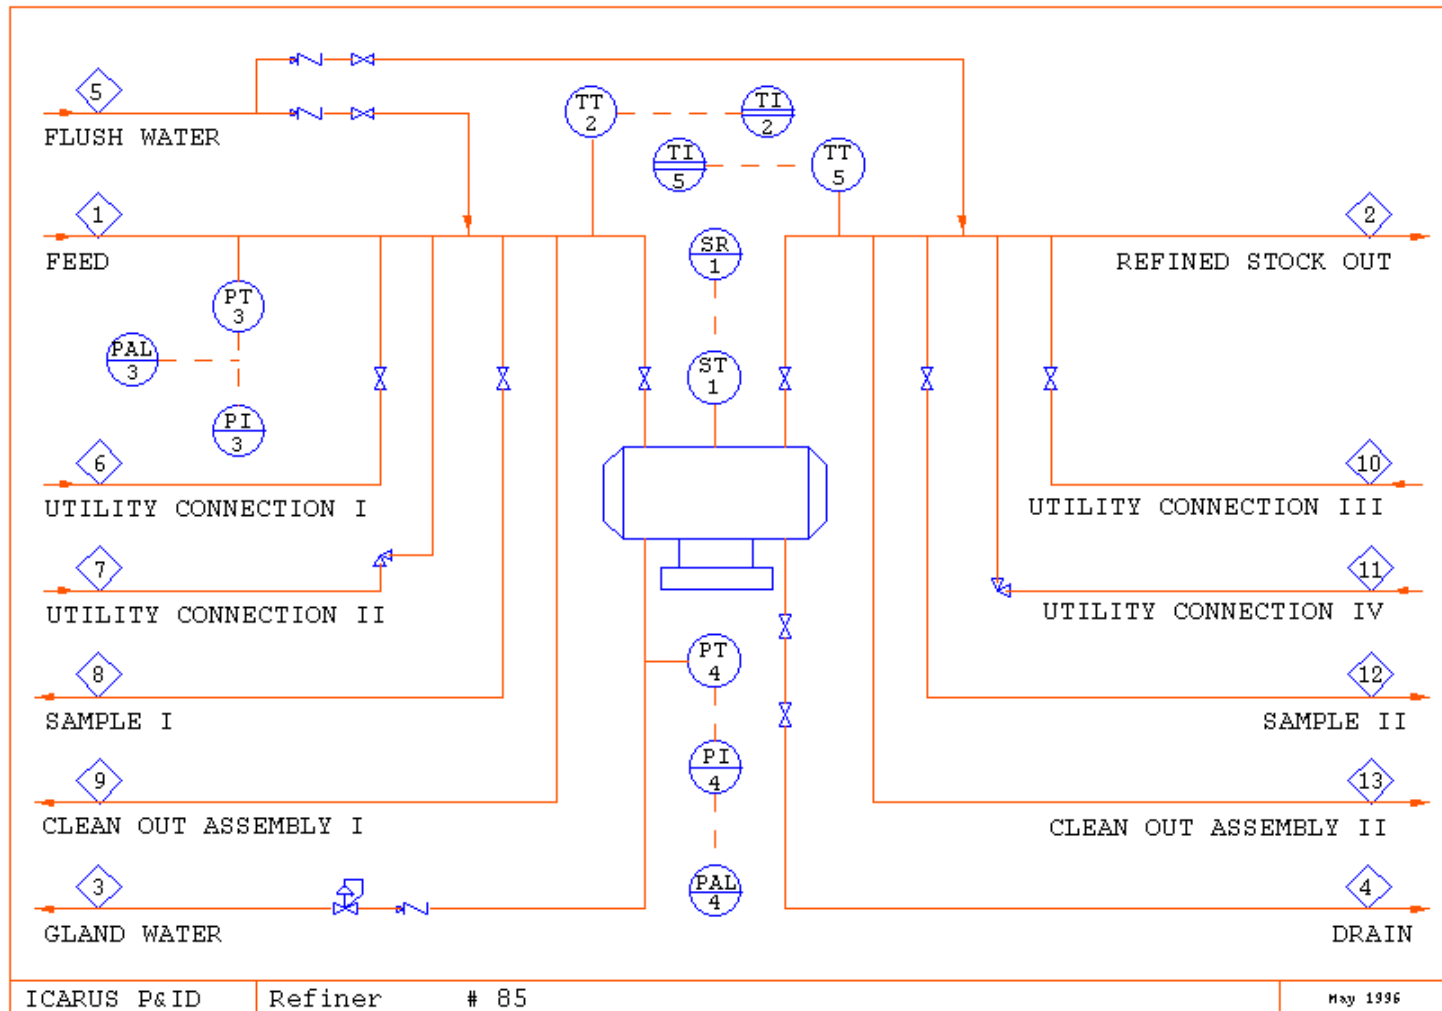 5
FLUSH WATER
TT
2
TI
2
TI
5
TT
5
1
FEED
2
REFINED STOCK OUT
SR
1
PT
3
PAL
3
ST
1
PI
3
6
UTILITY CONNECTION I
10
UTILITY CONNECTION III
7
UTILITY CONNECTION II
11
UTILITY CONNECTION IV
PT
4
8
SAMPLE I
12
SAMPLE II
PI
4
9
CLEAN OUT ASSEMBLY I
13
CLEAN OUT ASSEMBLY II
PAL
4
3
GLAND WATER
4
DRAIN
ICARUS P&ID
Refiner # 85
May 1996